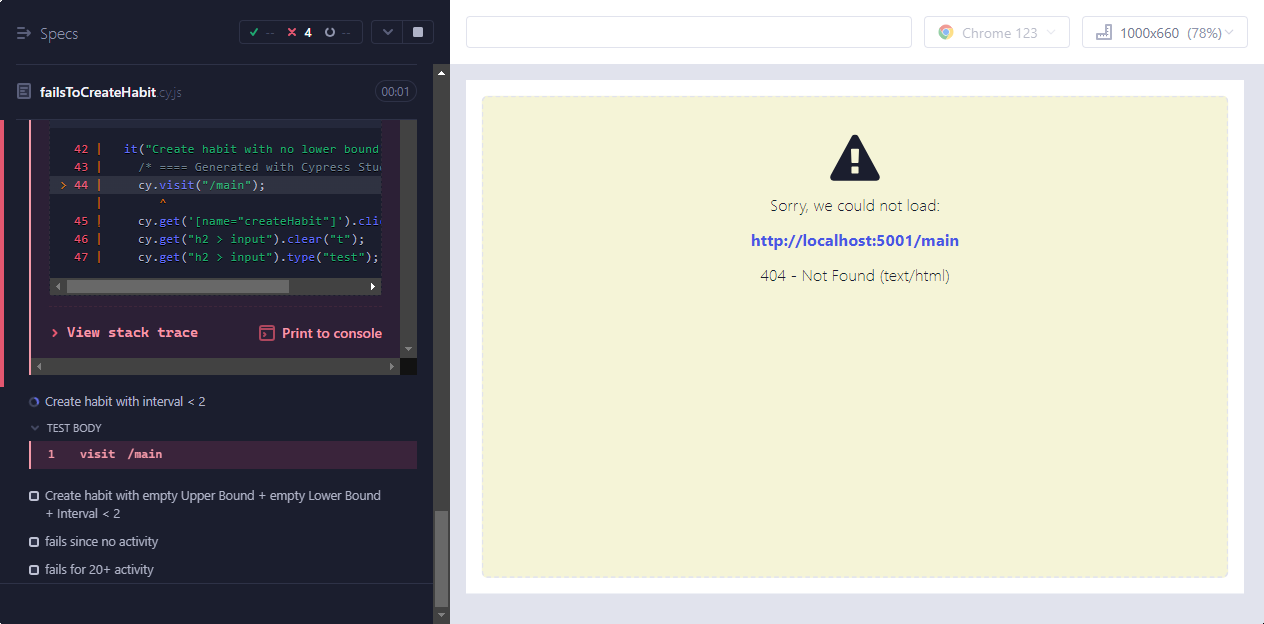 Specs
-- 4 --
failsToCreateHabit.cy.js
00:01
42 | it("Create habit with no lower bound
43 | /* ==== Generated with Cypress Stu
> 44 | cy.visit("/main");
| ^
45 | cy.get('[name="createHabit"]').cli
46 | cy.get("h2 > input").clear("t");
47 | cy.get("h2 > input").type("test");
> View stack trace
Print to console
Create habit with interval < 2
TEST BODY
1 visit /main
Create habit with empty Upper Bound + empty Lower Bound
+ Interval < 2
fails since no activity
fails for 20+ activity
Chrome 123
1000x660 (78%)
Sorry, we could not load:
http://localhost:5001/main
404 - Not Found (text/html)